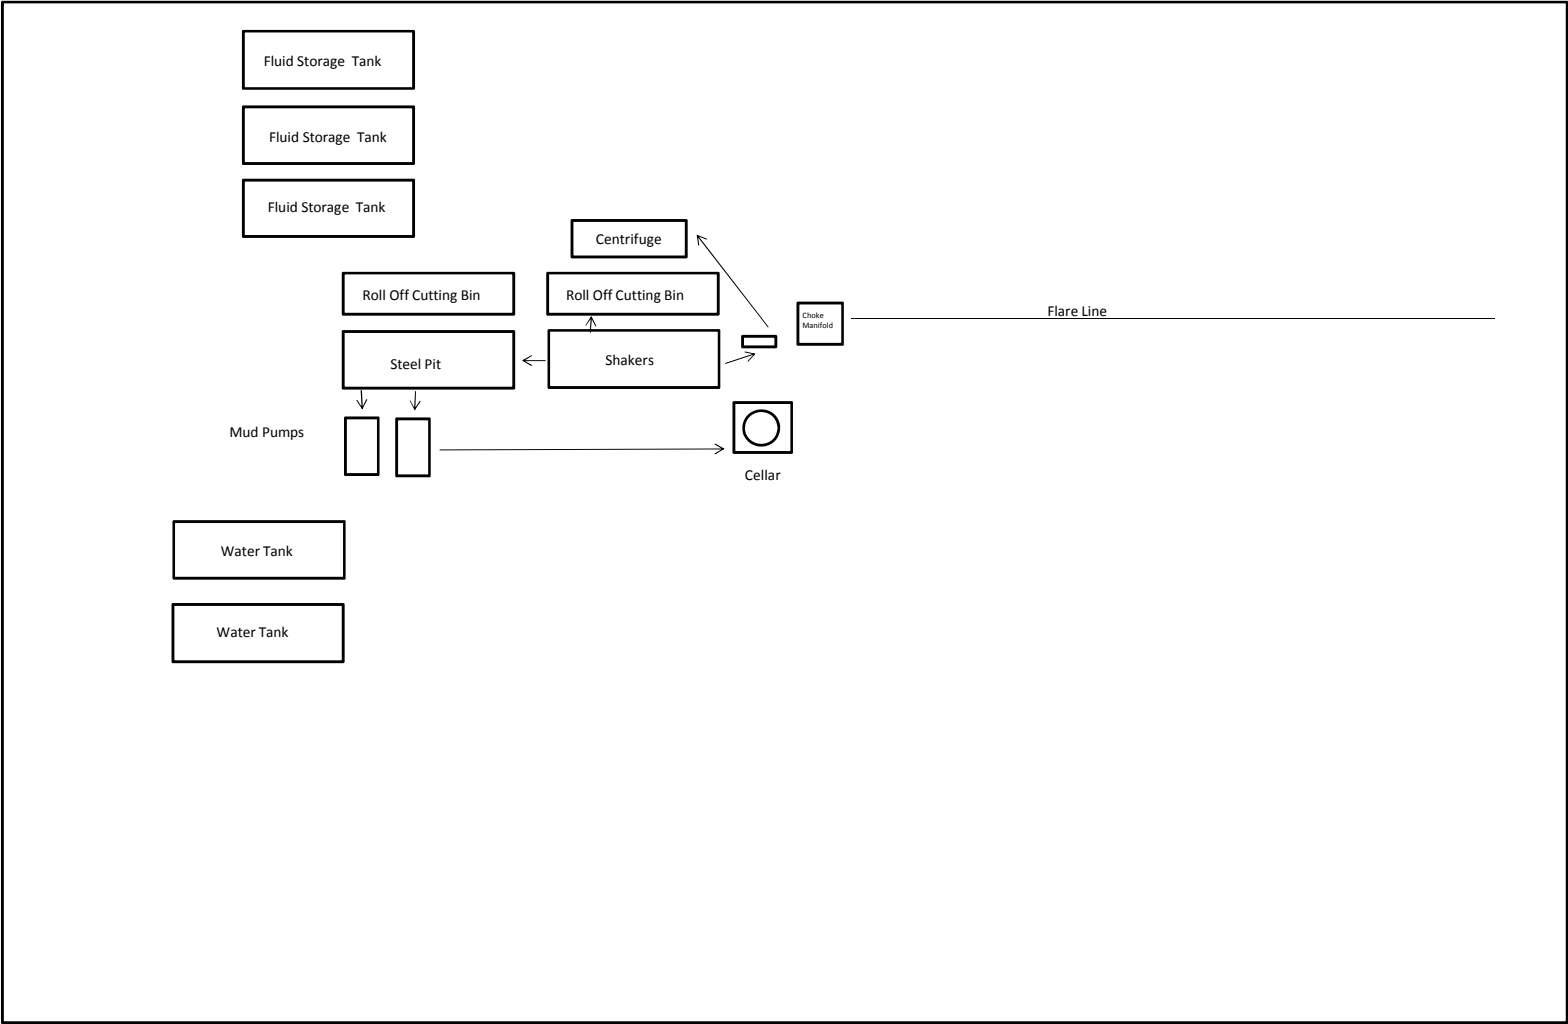 Fluid Storage Tank
Fluid Storage Tank
Fluid Storage Tank
Centrifuge
Roll Off Cutting Bin
Roll Off Cutting Bin
Choke
Manifold
Flare Line
Steel Pit
Shakers
Mud Pumps
Cellar
Water Tank
Water Tank